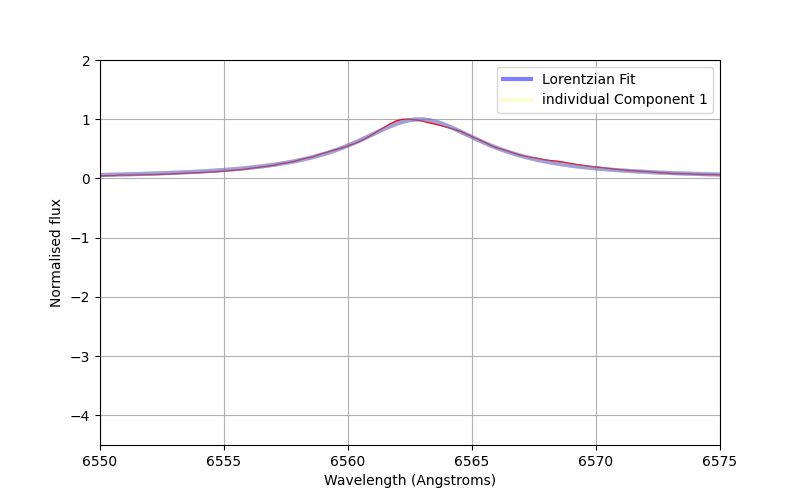 Lorentzian Fit
individual Component 1
2
1
0
−1
−2
−3
−4
Normalised flux
6550 6555 6560 6565 6570 6575
Wavelength (Angstroms)